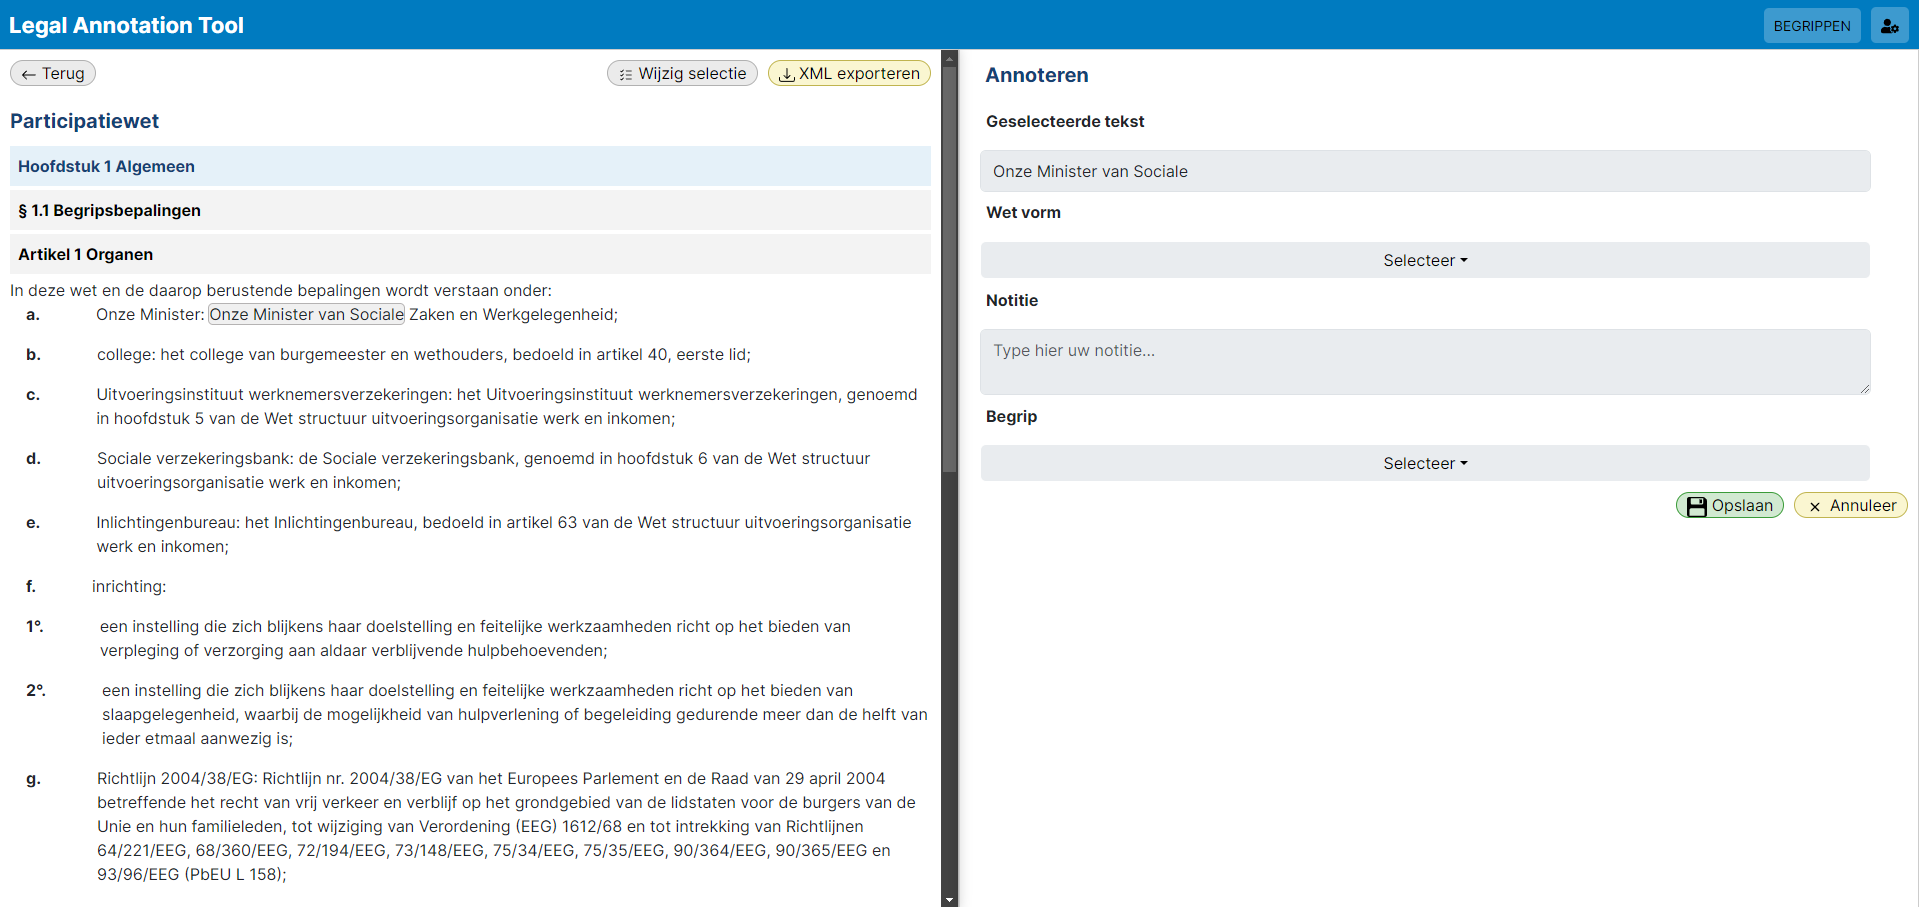 Legal Annotation Tool
BEGRIPPEN
Terug
Wijzig selectie
XML exporteren
Participatiewet
Hoofdstuk 1 Algemeen
§ 1.1 Begripsbepalingen
Artikel 1 Organen
In deze wet en de daarop berustende bepalingen wordt verstaan onder:
a. Onze Minister: Onze Minister van Sociale Zaken en Werkgelegenheid;
b. college: het college van burgemeester en wethouders, bedoeld in artikel 40, eerste lid;
c. Uitvoeringsinstituut werknemersverzekeringen: het Uitvoeringsinstituut werknemersverzekeringen, genoemd
in hoofdstuk 5 van de Wet structuur uitvoeringsorganisatie werk en inkomen;
d. Sociale verzekeringsbank: de Sociale verzekeringsbank, genoemd in hoofdstuk 6 van de Wet structuur
uitvoeringsorganisatie werk en inkomen;
e. Inlichtingenbureau: het Inlichtingenbureau, bedoeld in artikel 63 van de Wet structuur uitvoeringsorganisatie
werk en inkomen;
f. inrichting:
1°. een instelling die zich blijkens haar doelstelling en feitelijke werkzaamheden richt op het bieden van
verpleging of verzorging aan aldaar verblijvende hulpbehoevenden;
2°. een instelling die zich blijkens haar doelstelling en feitelijke werkzaamheden richt op het bieden van
slaapgelegenheid, waarbij de mogelijkheid van hulpverlening of begeleiding gedurende meer dan de helft van
ieder etmaal aanwezig is;
g. Richtlijn 2004/38/EG: Richtlijn nr. 2004/38/EG van het Europees Parlement en de Raad van 29 april 2004
betreffende het recht van vrij verkeer en verblijf op het grondgebied van de lidstaten voor de burgers van de
Unie en hun familieleden, tot wijziging van Verordening (EEG) 1612/68 en tot intrekking van Richtlijnen
64/221/EEG, 68/360/EEG, 72/194/EEG, 73/148/EEG, 75/34/EEG, 75/35/EEG, 90/364/EEG, 90/365/EEG en
93/96/EEG (PbEU L 158);
Annoteren
Geselecteerde tekst
Onze Minister van Sociale
Wet vorm
Selecteer
Notitie
Type hier uw notitie...
Begrip
Selecteer
Opslaan
Annuleer